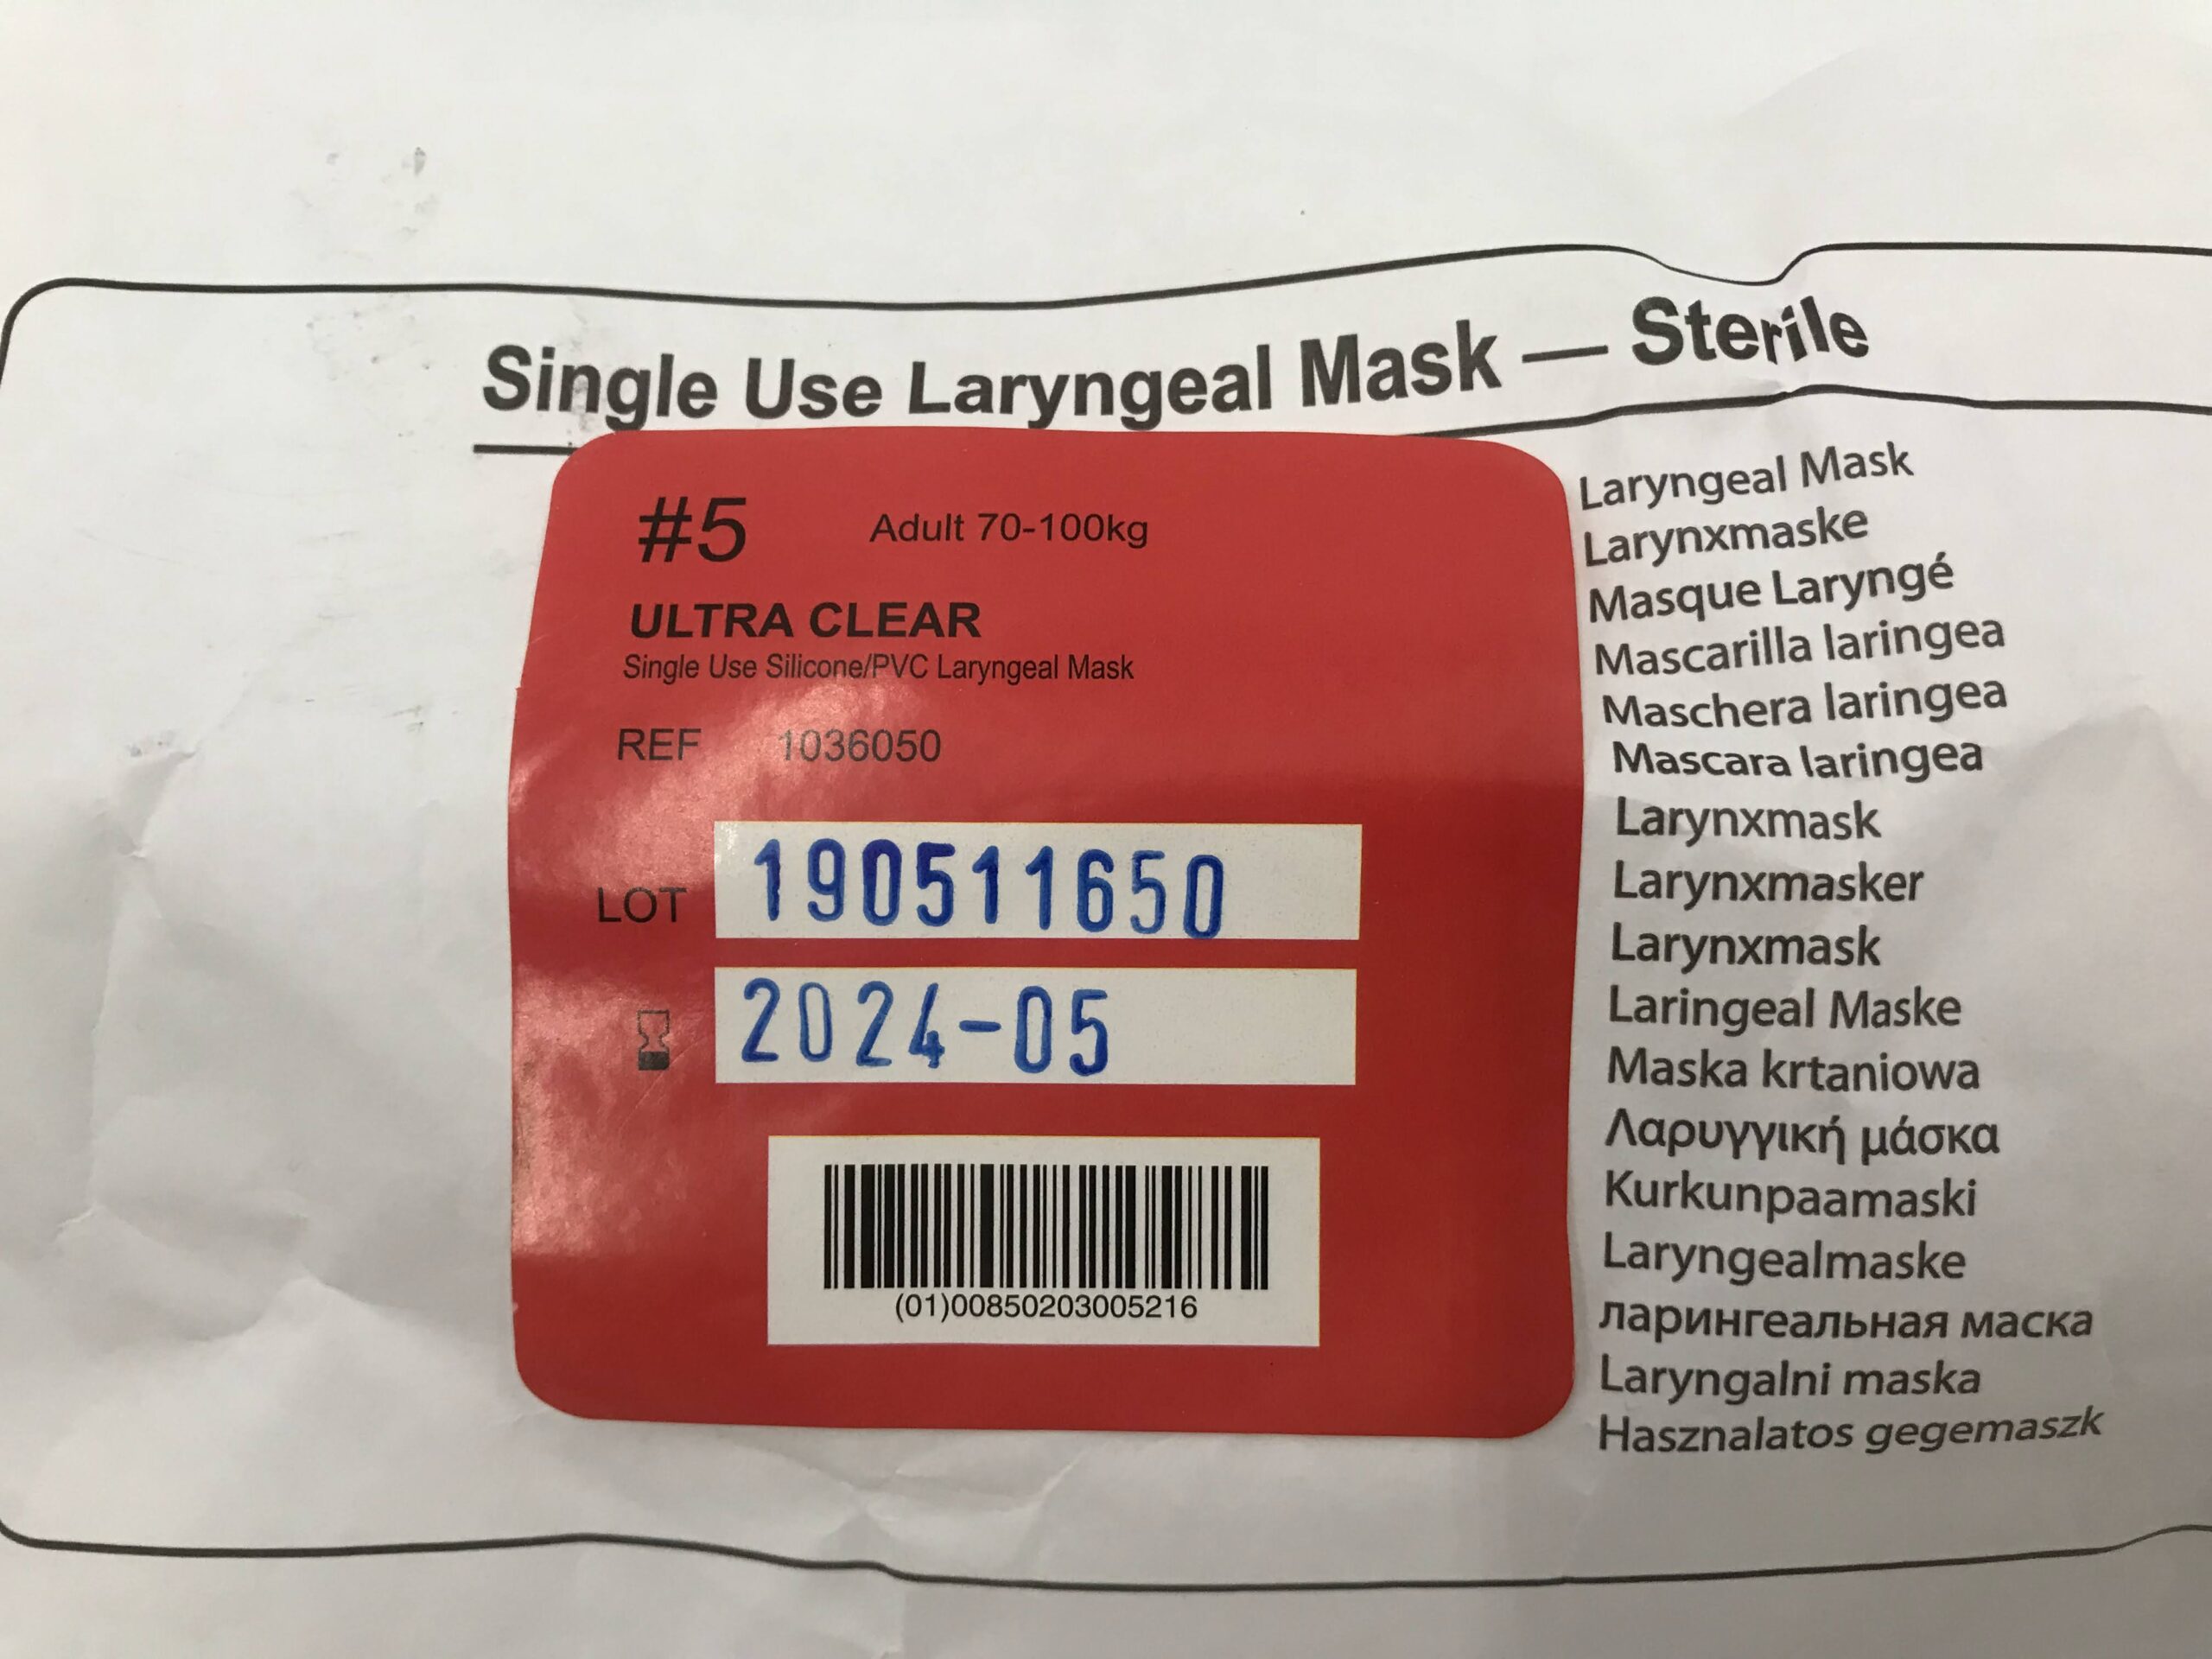 Single Use Laryngeal Mask — Sterile
#5 Adult 70-100kg
ULTRA CLEAR
Single Use Silicone/PVC Laryngeal Mask
REF 1036050
LOT 190511650
2024-05
(01)00850203005216
Laryngeal Mask
Larynxmaske
Masque Laryngé
Mascarilla laringea
Maschera laringea
Mascara laringea
Larynxmask
Larynxmasker
Larynxmask
Laringeal Maske
Maska krtaniowa
Λαρυγγική μάσκα
Kurkunpaamaski
Laryngealmaske
ларингеальная маска
Laryngalni maska
Hasznalatos gegemaszk